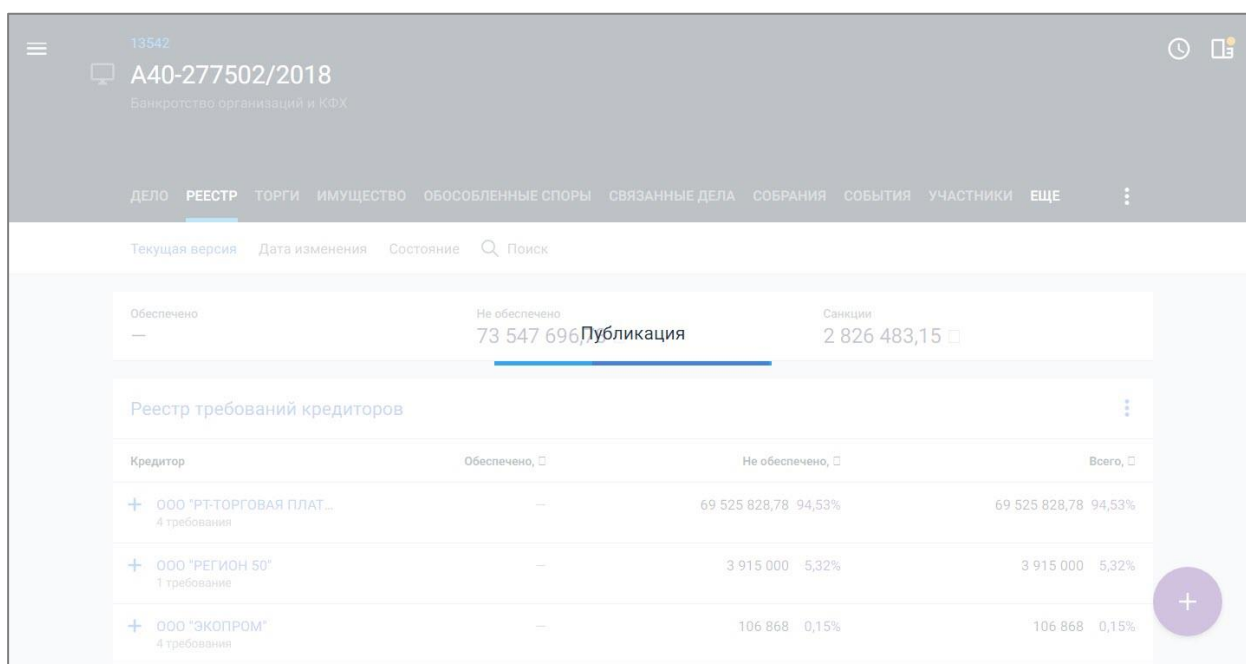 13542
А40-277502/2018
Банкротство организаций и КФХ
ДЕЛО РЕЕСТР ТОРГИ ИМУЩЕСТВО ОБОСОБЛЕННЫЕ СПОРЫ СВЯЗАННЫЕ ДЕЛА СОБРАНИЯ СОБЫТИЯ УЧАСТНИКИ ЕЩЕ
Текущая версия Дата изменения Состояние Поиск
Обеспечено Не обеспечено Санкции
— 73 547 696,78 2 826 483,15
Публикация
Реестр требований кредиторов
Кредитор Обеспечено, Не обеспечено, Всего,
ООО "РТ-ТОРГОВАЯ ПЛАТ... — 69 525 828,78 94,53% 69 525 828,78 94,53%
4 требования
ООО "РЕГИОН 50" — 3 915 000 5,32% 3 915 000 5,32%
1 требование
ООО "ЭКОПРОМ" — 106 868 0,15% 106 868 0,15%
4 требования